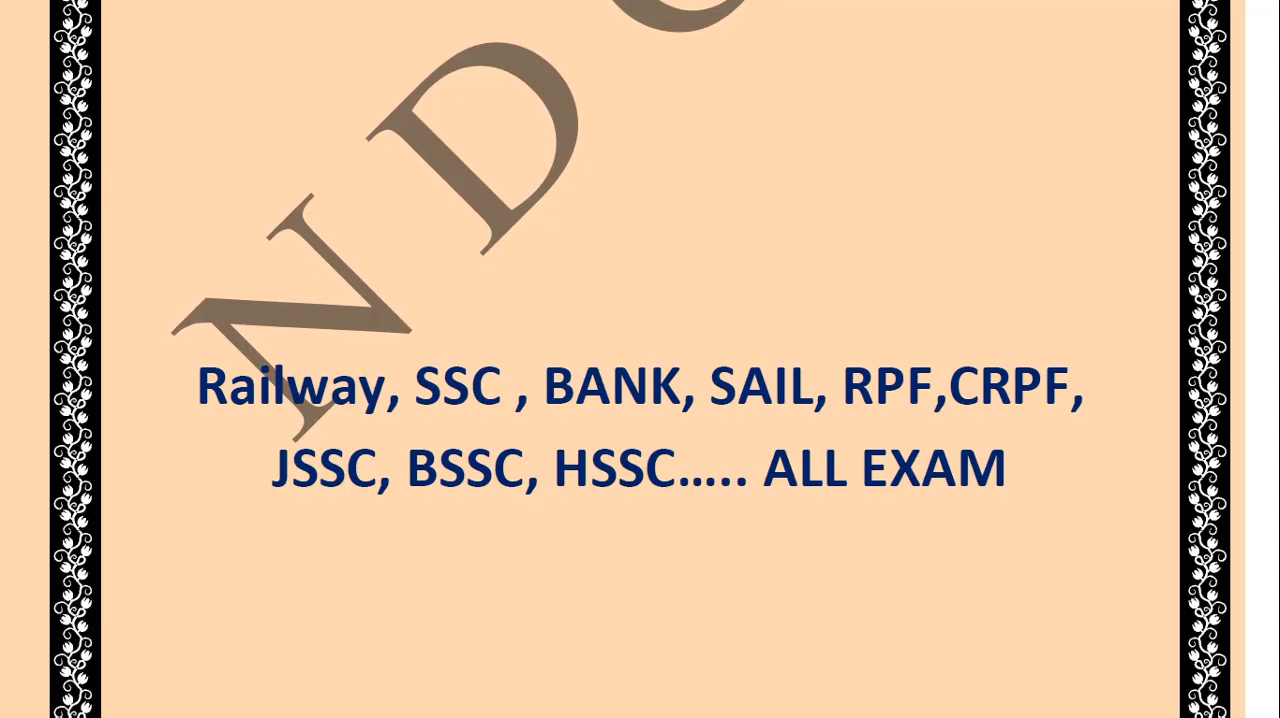 N D
Railway, SSC , BANK, SAIL, RPF,CRPF,
JSSC, BSSC, HSSC..... ALL EXAM